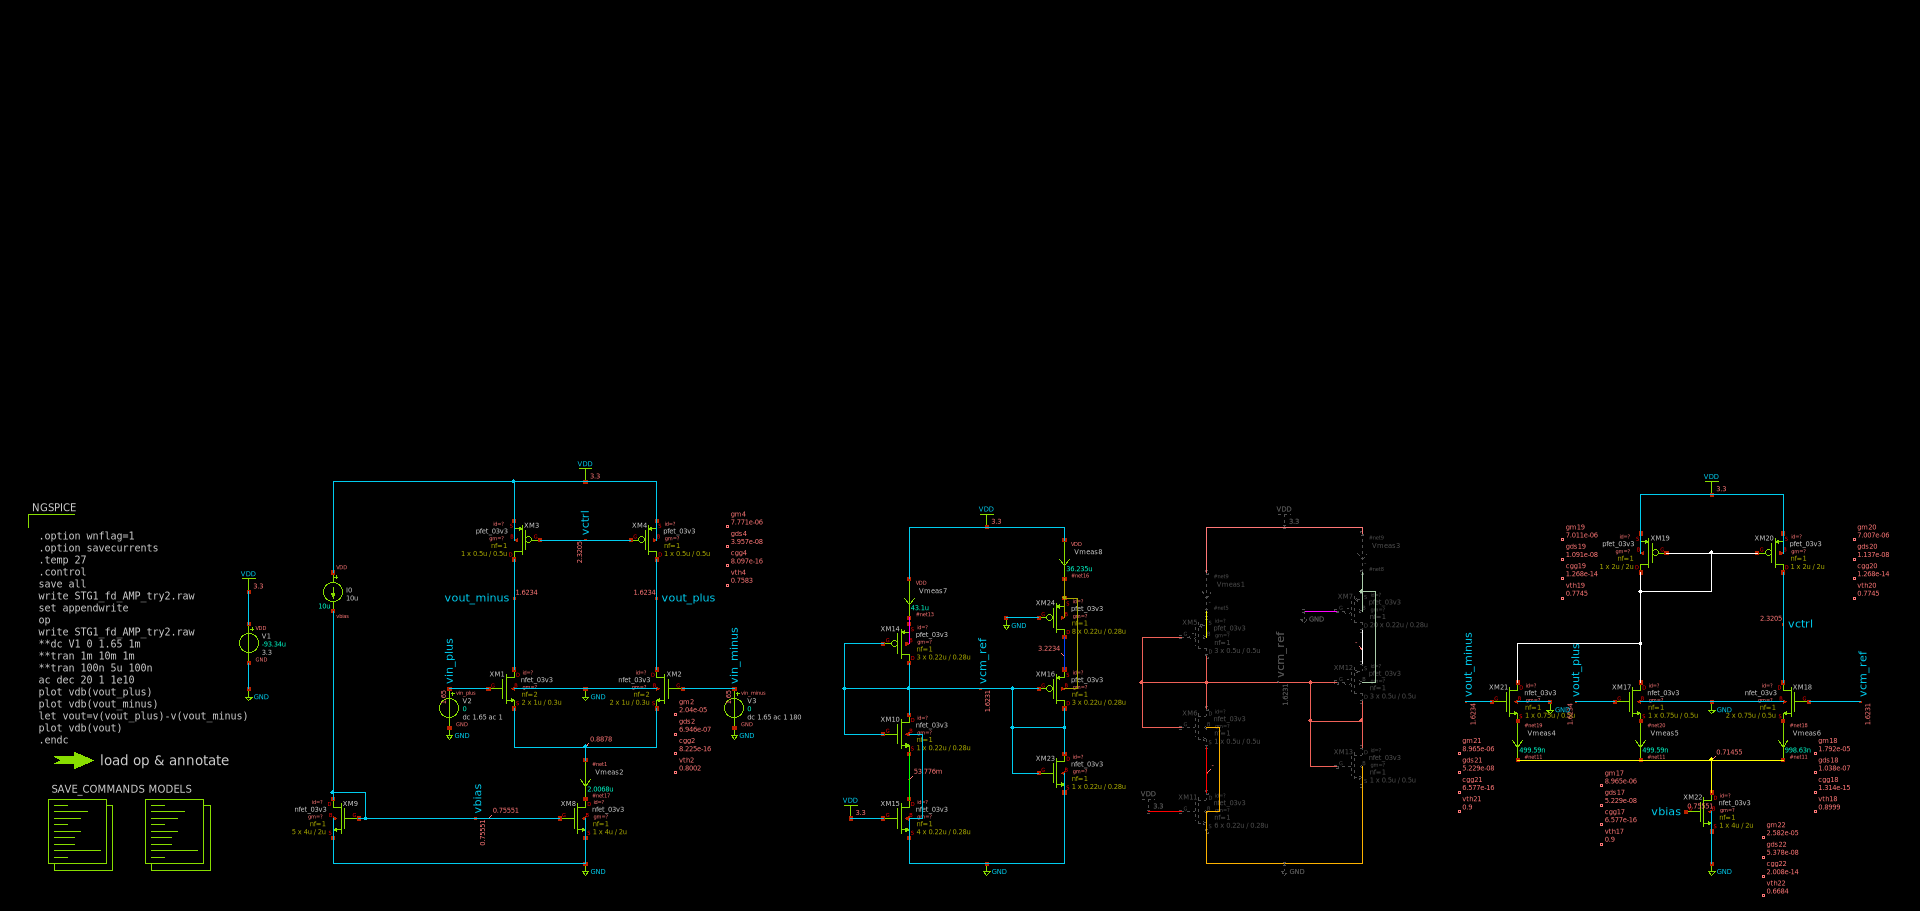 NGSPICE
.option wnflag=1
.option savecurrents
.temp 27
.control
save all
write STG1_fd_AMP_try2.raw
set appendwrite
op
write STG1_fd_AMP_try2.raw
**dc V1 0 1.65 1m
**tran 1m 10m 1m
**tran 100n 5u 100n
ac dec 20 1 1e10
plot vdb(vout_plus)
plot vdb(vout_minus)
let vout=v(vout_plus)-v(vout_minus)
plot vdb(vout)
.endc
load op & annotate
SAVE_COMMANDS MODELS
VDD
3.3
VDD
V1
-93.34u
3.3
GND
GND
VDD
I0
10u
10u
vbias
XM9
nfet_03v3
nf=1
5 x 4u / 2u
VDD
3.3
XM3
pfet_03v3
nf=1
1 x 0.5u / 0.5u
vctrl
2.3205
XM4
pfet_03v3
nf=1
1 x 0.5u / 0.5u
gm4
7.771e-06
gds4
3.957e-08
cgg4
8.097e-16
vth4
0.7583
vout_minus
1.6234
1.6234
vout_plus
vin_plus
vin_plus
V2
0
dc 1.65 ac 1
GND
XM1
nfet_03v3
nf=2
2 x 1u / 0.3u
GND
XM2
nfet_03v3
nf=2
2 x 1u / 0.3u
vin_minus
vin_minus
V3
0
dc 1.65 ac 1 180
GND
gm2
2.04e-05
gds2
6.946e-07
cgg2
8.225e-16
vth2
0.8002
0.8878
#net1
Vmeas2
2.0068u
#net17
vbias
0.75551
0.75551
XM8
nfet_03v3
nf=1
1 x 4u / 2u
GND
VDD
3.3
VDD
Vmeas7
43.1u
#net13
XM14
pfet_03v3
nf=1
3 x 0.22u / 0.28u
VDD
Vmeas8
36.235u
#net16
XM24
pfet_03v3
nf=1
8 x 0.22u / 0.28u
GND
3.2234
vcm_ref
1.6231
XM16
pfet_03v3
nf=1
3 x 0.22u / 0.28u
XM10
nfet_03v3
nf=1
1 x 0.22u / 0.28u
53.776m
XM23
nfet_03v3
nf=1
1 x 0.22u / 0.28u
VDD
3.3
XM15
nfet_03v3
nf=1
4 x 0.22u / 0.28u
GND
VDD
3.3
Vmeas1
pfet_03v3
nf=1
3 x 0.5u / 0.5u
Vmeas3
XM7
pfet_03v3
nf=1
GND
vcm_ref
1.6231
XM12
pfet_03v3
nf=1
3 x 0.5u / 0.5u
XM6
nfet_03v3
nf=1
1 x 0.5u / 0.5u
XM13
nfet_03v3
nf=1
1 x 0.5u / 0.5u
VDD
3.3
XM11
nfet_03v3
nf=1
6 x 0.22u / 0.28u
GND
VDD
3.3
gm19
7.011e-06
gds19
1.091e-08
cgg19
1.268e-14
vth19
0.7745
XM19
pfet_03v3
nf=1
1 x 2u / 2u
XM20
pfet_03v3
nf=1
1 x 2u / 2u
gm20
7.007e-06
gds20
1.137e-08
cgg20
1.268e-14
vth20
0.7745
2.3205
vctrl
vout_minus
1.6234
XM21
nfet_03v3
nf=1
1 x 0.75u / 0.5u
GND
vout_plus
XM17
nfet_03v3
nf=1
1 x 0.75u / 0.5u
GND
XM18
nfet_03v3
nf=1
2 x 0.75u / 0.5u
vcm_ref
1.6231
#net19
Vmeas4
499.59n
#net11
#net20
Vmeas5
499.59n
#net11
#net18
Vmeas6
998.63n
#net11
0.71455
gm21
8.965e-06
gds21
5.229e-08
cgg21
6.577e-16
vth21
0.9
gm17
8.965e-06
gds17
5.229e-08
cgg17
6.577e-16
vth17
0.9
gm18
1.792e-05
gds18
1.038e-07
cgg18
1.314e-15
vth18
0.8999
vbias
0.75551
XM22
nfet_03v3
nf=1
1 x 4u / 2u
GND
gm22
2.582e-05
gds22
5.378e-08
cgg22
2.008e-14
vth22
0.6684